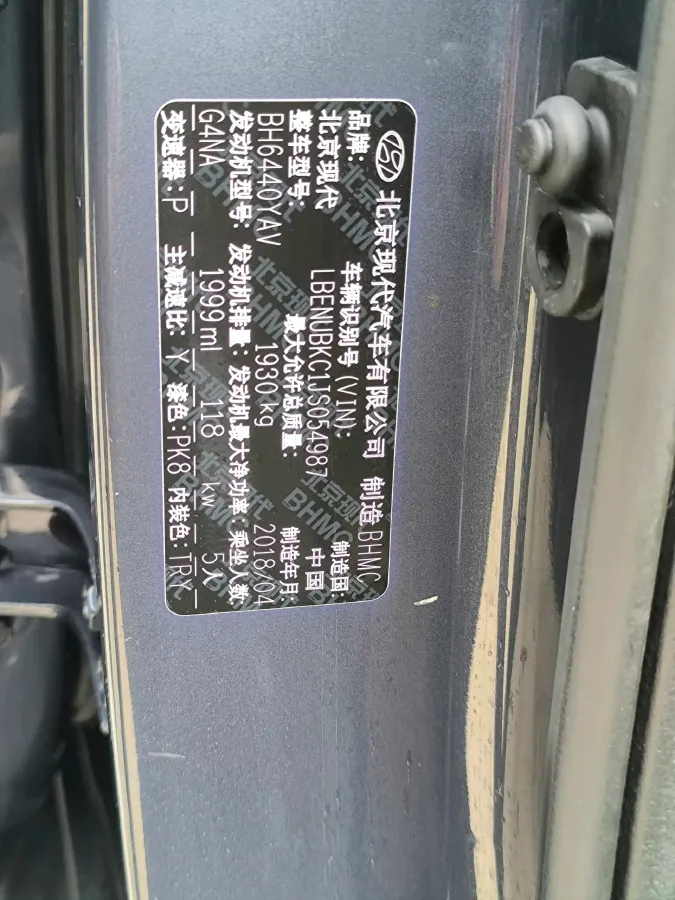 北京现代汽车有限公司 制造 BHMC
品牌: 车辆识别号 (VIN): 制造国:
北京现代 LBENUBKC1JS054987 中国
整车型号: 最大允许总质量: 制造年月:
BH6440YAV 1930 kg 2018/04
发动机型号: 发动机排量: 发动机最大净功率: 乘坐人数:
G4NA 1999 ml 118 kw 5人
变速器: P 主减速比: Y 漆色: PK8 内装色: TRX